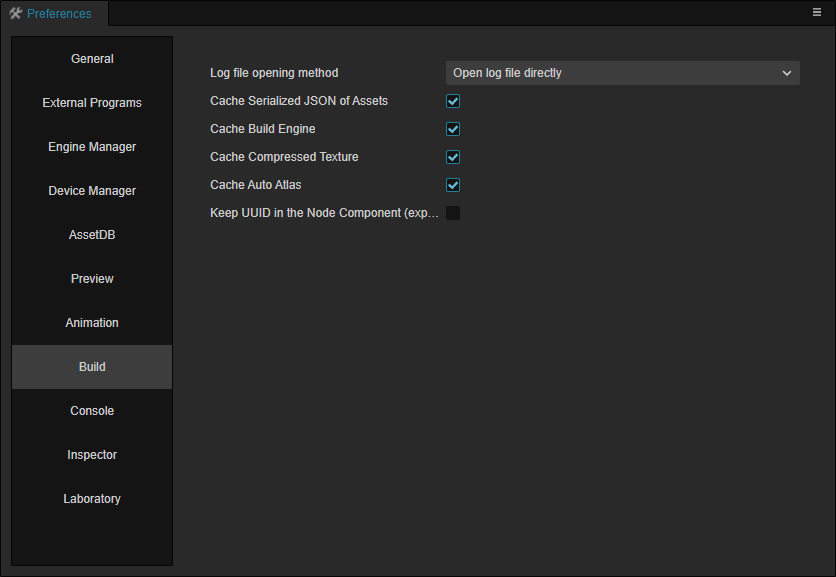 Preferences
General
External Programs
Engine Manager
Device Manager
AssetDB
Preview
Animation
Build
Console
Inspector
Laboratory
Log file opening method
Open log file directly
Cache Serialized JSON of Assets
Cache Build Engine
Cache Compressed Texture
Cache Auto Atlas
Keep UUID in the Node Component (exp...